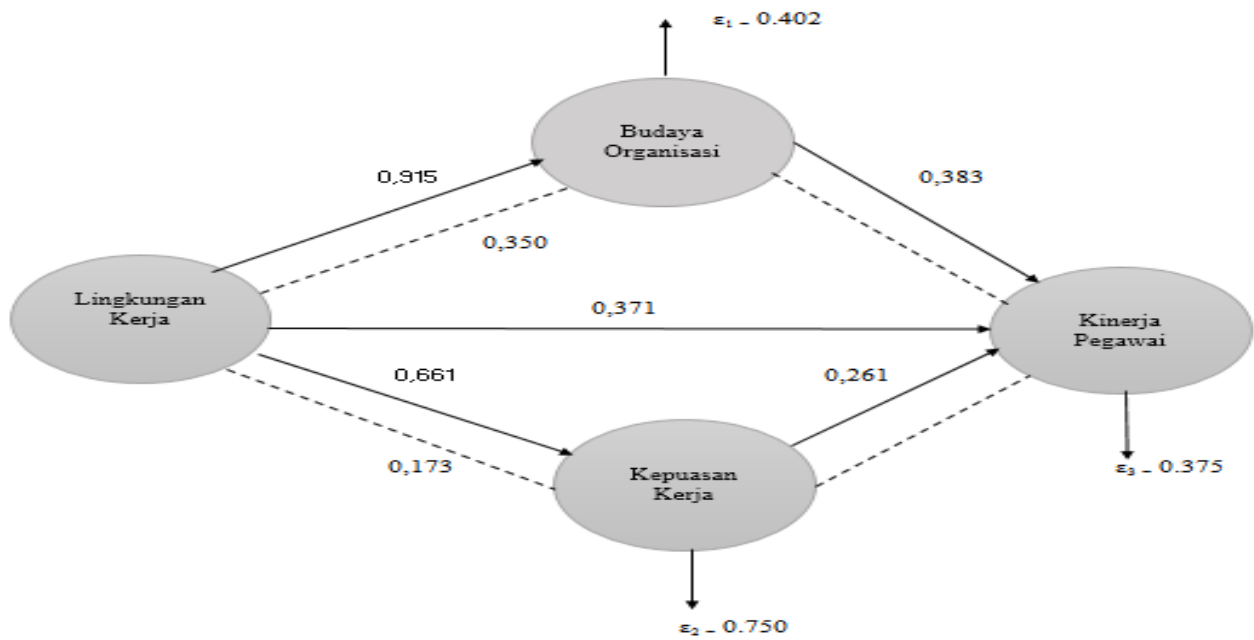 ε₁ _ 0.402
Budaya
Organisasi
0,915
0,383
0,350
Lingkungan
Kerja
0,371
Kinerja
Pegawai
0,661
0,261
0,173
Kepuasan
Kerja
ε₃ _ 0.375
ε₂ _ 0.750